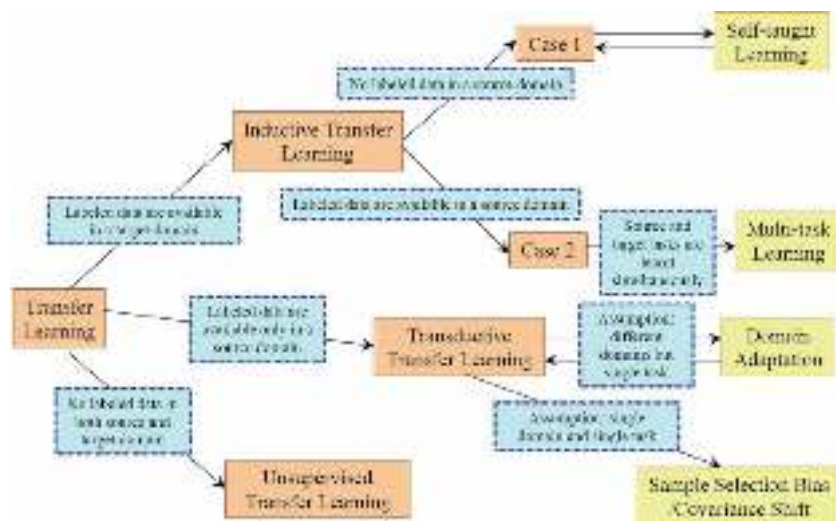 Self-taught
Learning
Case 1
No labeled data in a source domain
Inductive Transfer
Learning
Labeled data are available
in a target domain
Labeled data are available in a source domain
Case 2
Source and
target tasks are
learnt
simultaneously
Multi-task
Learning
Transfer
Learning
Labeled data are
available only in a
source domain
Transductive
Transfer Learning
Assumption:
different
domains but
single task
Domain
Adaptation
No labeled data in
both source and
target domain
Assumption: single
domain and single task
Unsupervised
Transfer Learning
Sample Selection Bias
/Covariance Shift